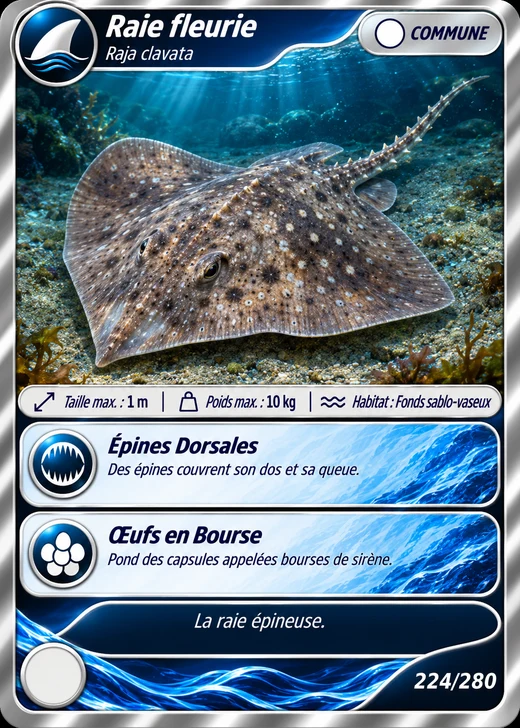 Raie fleurie
Raja clavata
COMMUNE
Taille max. : 1 m
Poids max. : 10 kg
Habitat : Fonds sablo-vaseux
Épines Dorsales
Des épines couvrent son dos et sa queue.
Œufs en Bourse
Pond des capsules appelées bourses de sirène.
La raie épineuse.
224/280